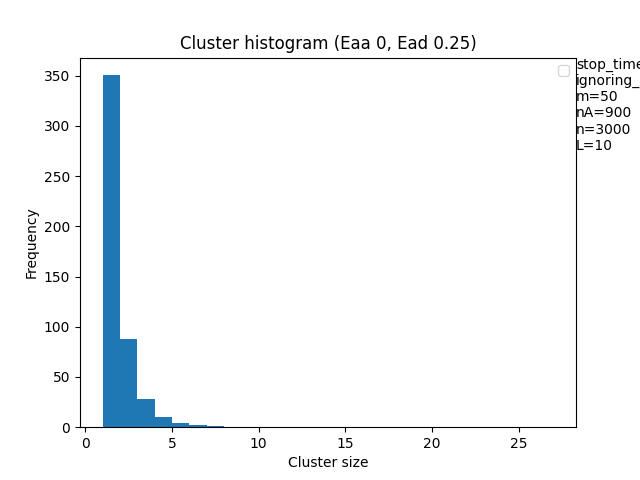 Cluster histogram (Eaa 0, Ead 0.25)
stop_time
ignoring_
m=50
nA=900
n=3000
L=10
350
300
250
200
150
100
50
0
Frequency
0 5 10 15 20 25
Cluster size